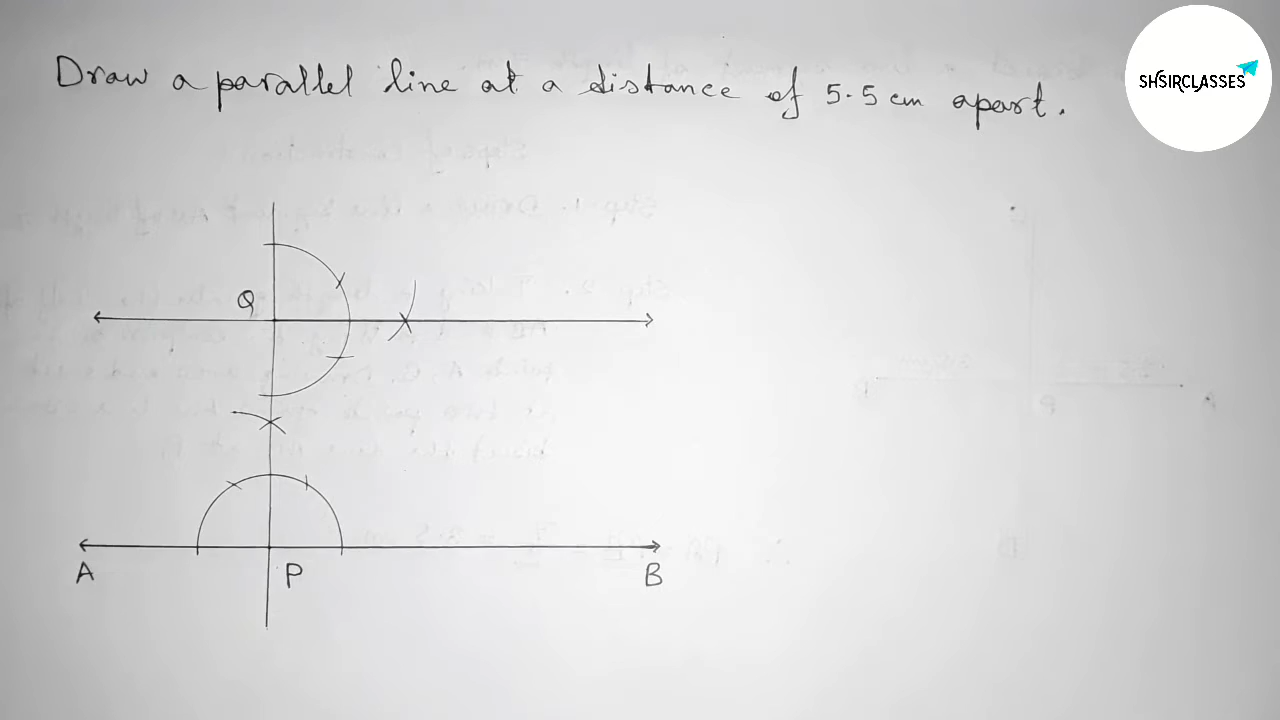 Draw a parallel line at a distance of 5.5 cm apart.
SHSIRCLASSES
Q
A
P
B